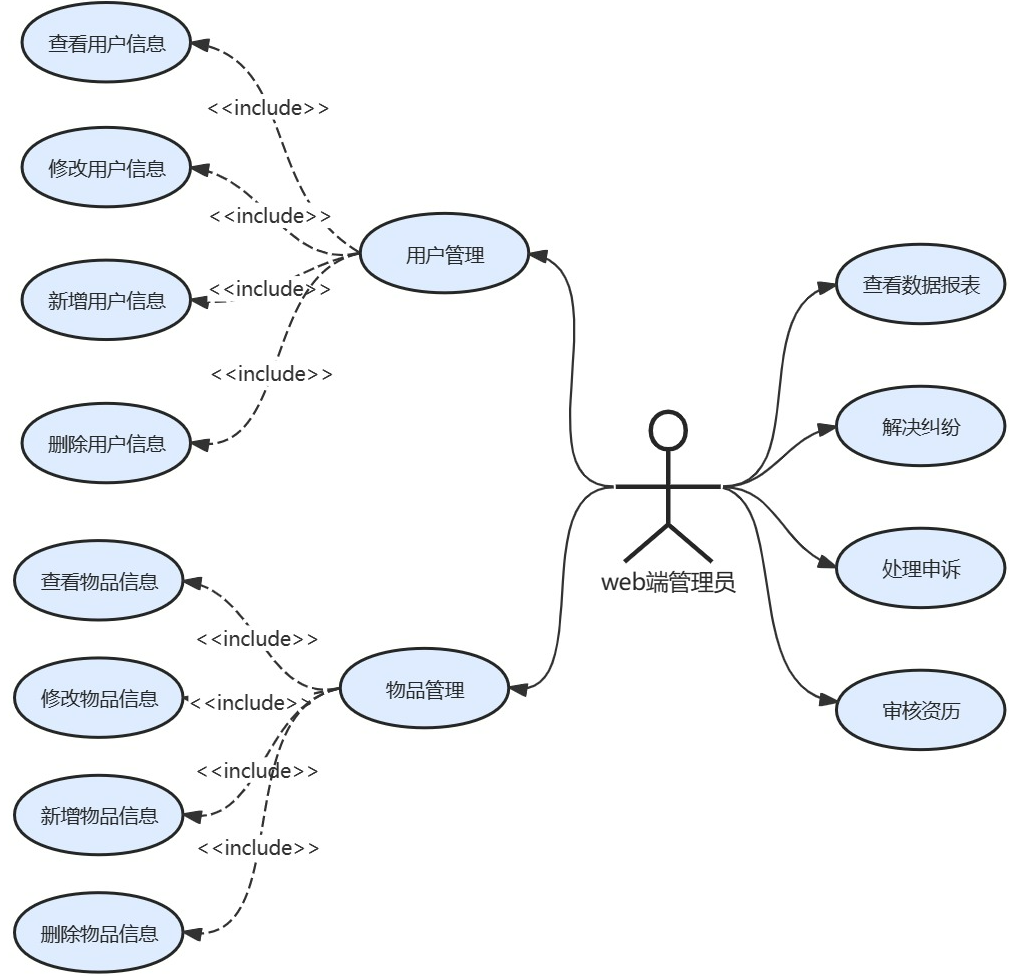 查看用户信息
<<include>>
修改用户信息
<<include>>
用户管理
新增用户信息
<<include>>
<<include>>
删除用户信息
查看数据报表
解决纠纷
处理申诉
审核资历
web端管理员
查看物品信息
<<include>>
物品管理
修改物品信息
<<include>>
<<include>>
新增物品信息
<<include>>
删除物品信息